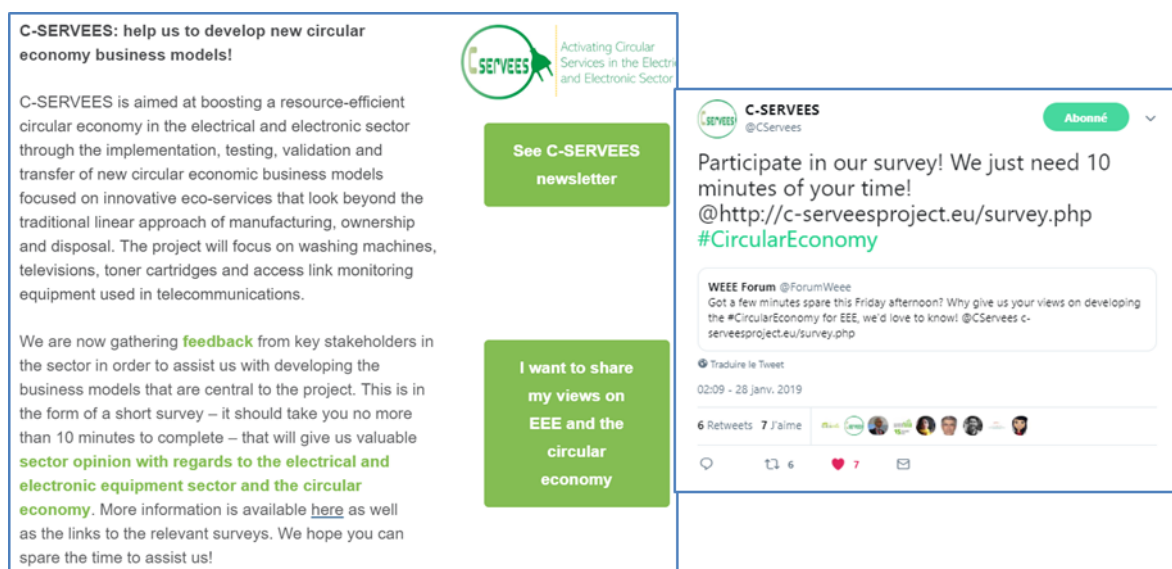 C-SERVEES: help us to develop new circular
economy business models!
C-SERVEES is aimed at boosting a resource-efficient
circular economy in the electrical and electronic sector
through the implementation, testing, validation and
transfer of new circular economic business models
focused on innovative eco-services that look beyond the
traditional linear approach of manufacturing, ownership
and disposal. The project will focus on washing machines,
televisions, toner cartridges and access link monitoring
equipment used in telecommunications.
We are now gathering feedback from key stakeholders in
the sector in order to assist us with developing the
business models that are central to the project. This is in
the form of a short survey – it should take you no more
than 10 minutes to complete – that will give us valuable
sector opinion with regards to the electrical and
electronic equipment sector and the circular
economy. More information is available here as well
as the links to the relevant surveys. We hope you can
spare the time to assist us!
CSERVEES
Activating Circular
Services in the Electri
and Electronic Sector
See C-SERVEES
newsletter
I want to share
my views on
EEE and the
circular
economy
CSERVEES
C-SERVEES
@CServees
Abonné
Participate in our survey! We just need 10
minutes of your time!
@http://c-serveesproject.eu/survey.php
#CircularEconomy
WEEE Forum @ForumWeee
Got a few minutes spare this Friday afternoon? Why give us your views on developing
the #CircularEconomy for EEE, we'd love to know! @CServees c-
serveesproject.eu/survey.php
Traduire le Tweet
02:09 - 28 janv. 2019
6 Retweets 7 J'aime
6 7